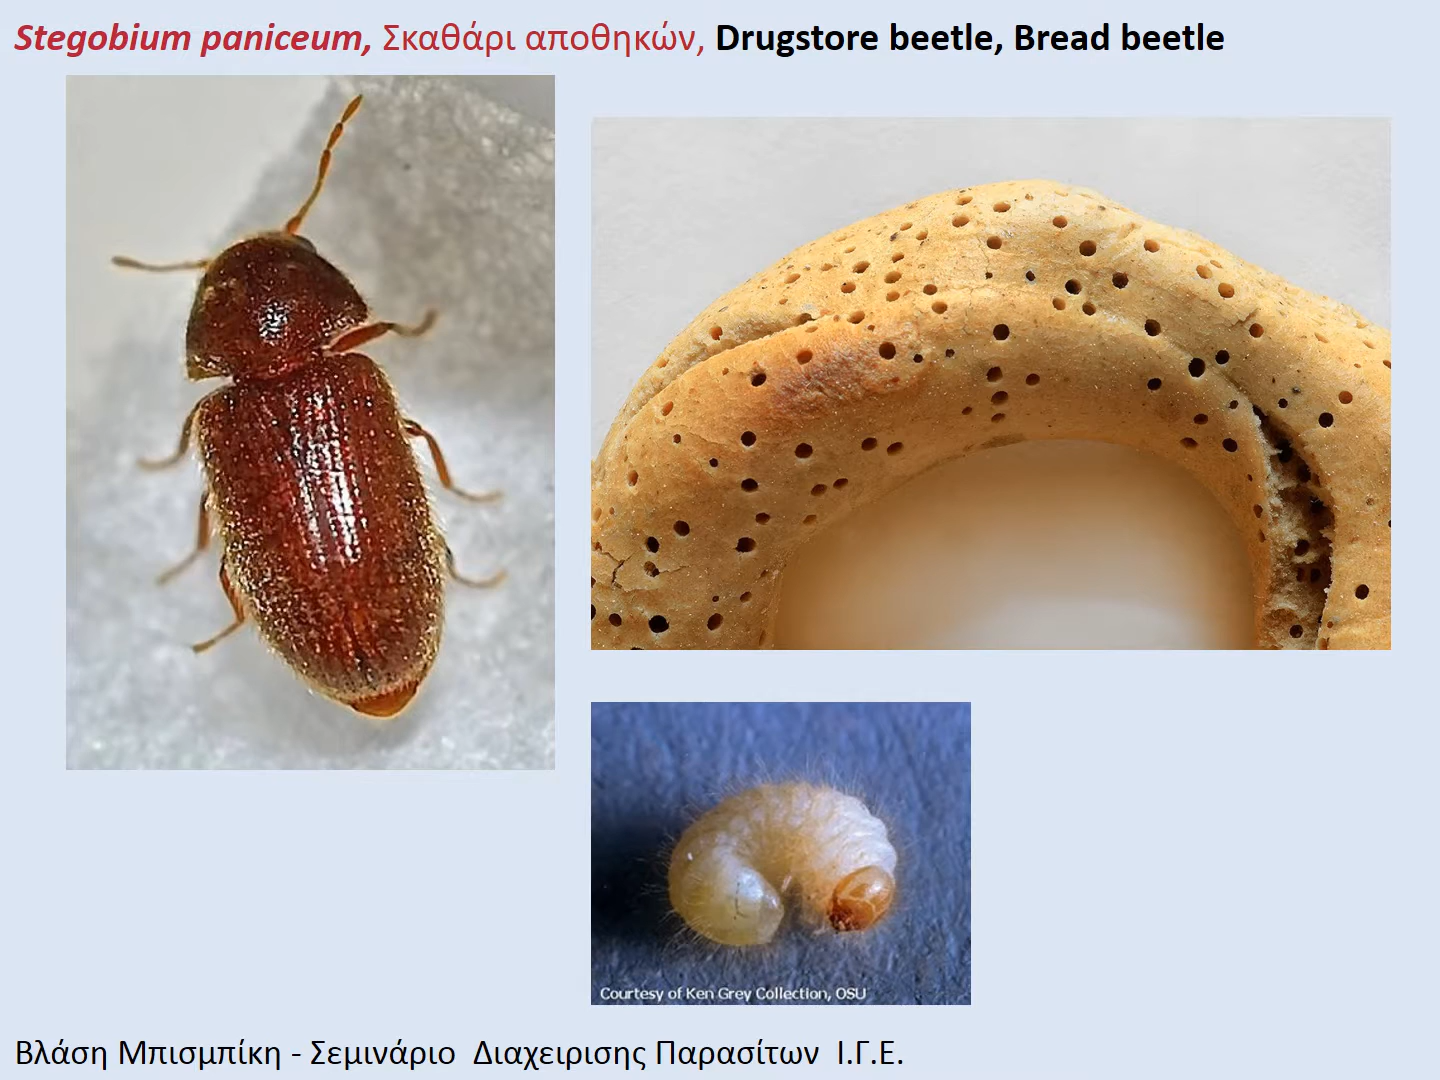 Stegobium paniceum, Σκαθάρι αποθηκών, Drugstore beetle, Bread beetle
Courtesy of Ken Grey Collection, OSU
Βλάση Μπισμπίκη - Σεμινάριο Διαχειρισης Παρασίτων Ι.Γ.Ε.